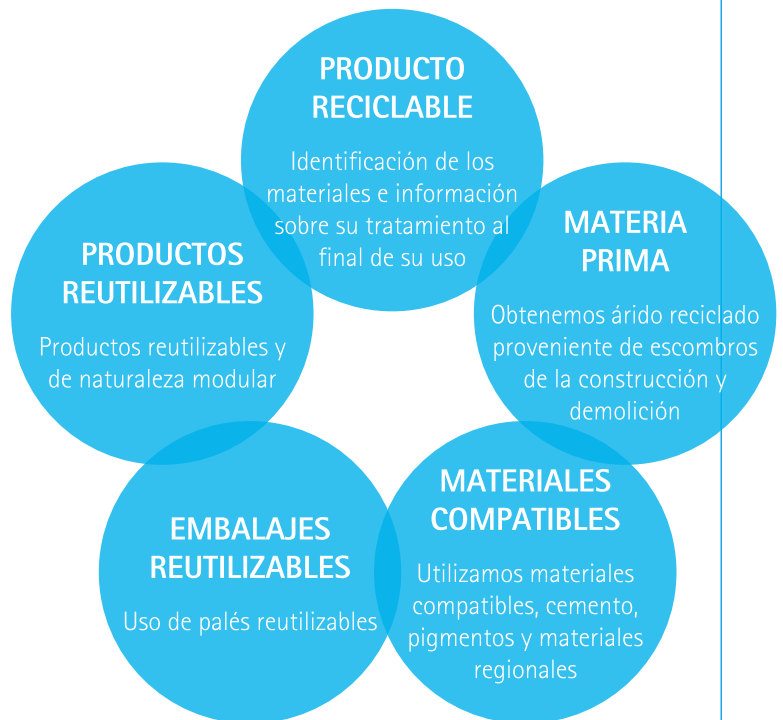 PRODUCTO
RECICLABLE
Identificación de los
materiales e información
sobre su tratamiento al
final de su uso
MATERIA
PRIMA
Obtenemos árido reciclado
proveniente de escombros
de la construcción y
demolición
MATERIALES
COMPATIBLES
Utilizamos materiales
compatibles, cemento,
pigmentos y materiales
regionales
EMBALAJES
REUTILIZABLES
Uso de palés reutilizables
PRODUCTOS
REUTILIZABLES
Productos reutilizables y
de naturaleza modular